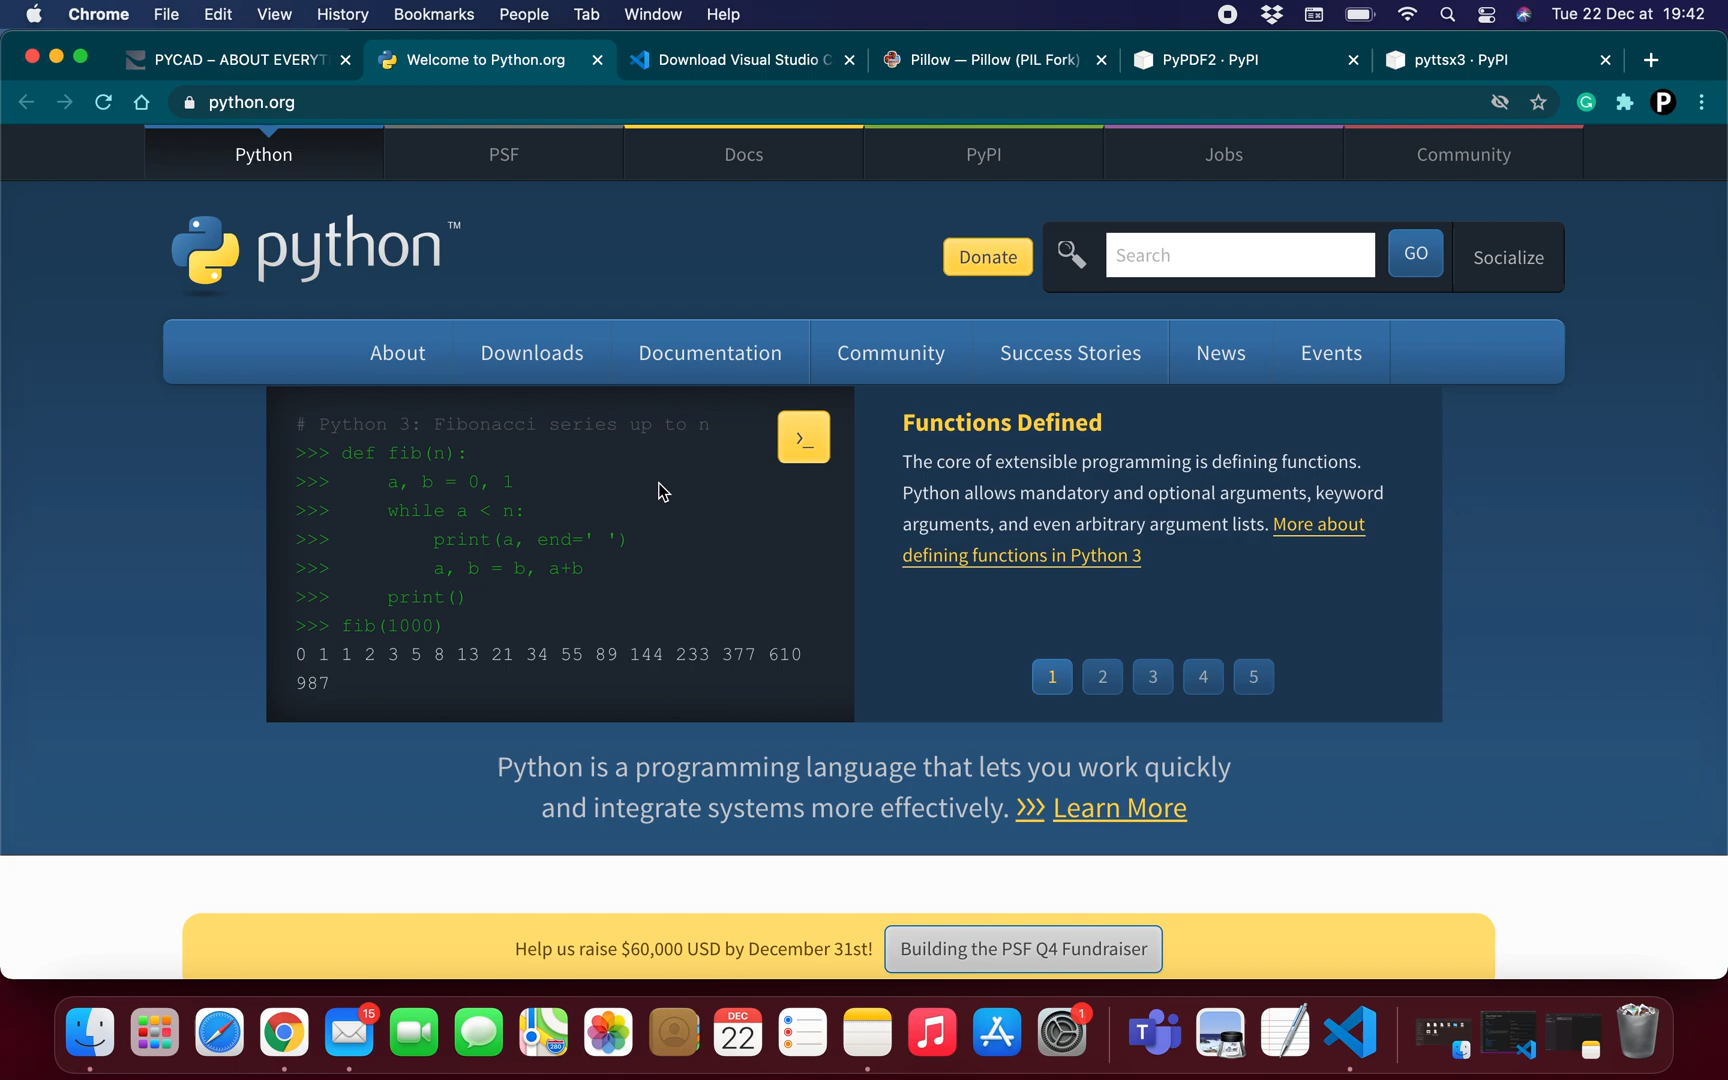 Chrome File Edit View History Bookmarks People Tab Window Help Tue 22 Dec at 19:42
PYCAD – ABOUT EVERYT Welcome to Python.org Download Visual Studio C Pillow — Pillow (PIL Fork) PyPDF2 · PyPI pyttsx3 · PyPI
python.org P
Python PSF Docs PyPI Jobs Community
python™
Donate Search GO Socialize
About Downloads Documentation Community Success Stories News Events
# Python 3: Fibonacci series up to n
>>> def fib(n):
>>>     a, b = 0, 1
>>>     while a < n:
>>>         print(a, end=' ')
>>>         a, b = b, a+b
>>>     print()
>>> fib(1000)
0 1 1 2 3 5 8 13 21 34 55 89 144 233 377 610
987
>_
Functions Defined
The core of extensible programming is defining functions.
Python allows mandatory and optional arguments, keyword
arguments, and even arbitrary argument lists. More about
defining functions in Python 3
1 2 3 4 5
Python is a programming language that lets you work quickly
and integrate systems more effectively. >>> Learn More
Help us raise $60,000 USD by December 31st! Building the PSF Q4 Fundraiser
15 DEC 22 1 T